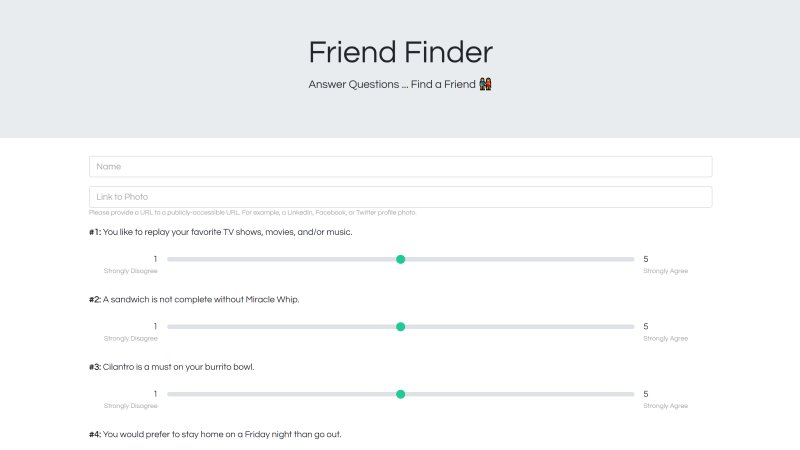 Friend Finder
Answer Questions ... Find a Friend 👫
Name
Link to Photo
Please provide a URL to a publicly-accessible URL. For example, a LinkedIn, Facebook, or Twitter profile photo.
#1: You like to replay your favorite TV shows, movies, and/or music.
1 5
Strongly Disagree Strongly Agree
#2: A sandwich is not complete without Miracle Whip.
1 5
Strongly Disagree Strongly Agree
#3: Cilantro is a must on your burrito bowl.
1 5
Strongly Disagree Strongly Agree
#4: You would prefer to stay home on a Friday night than go out.